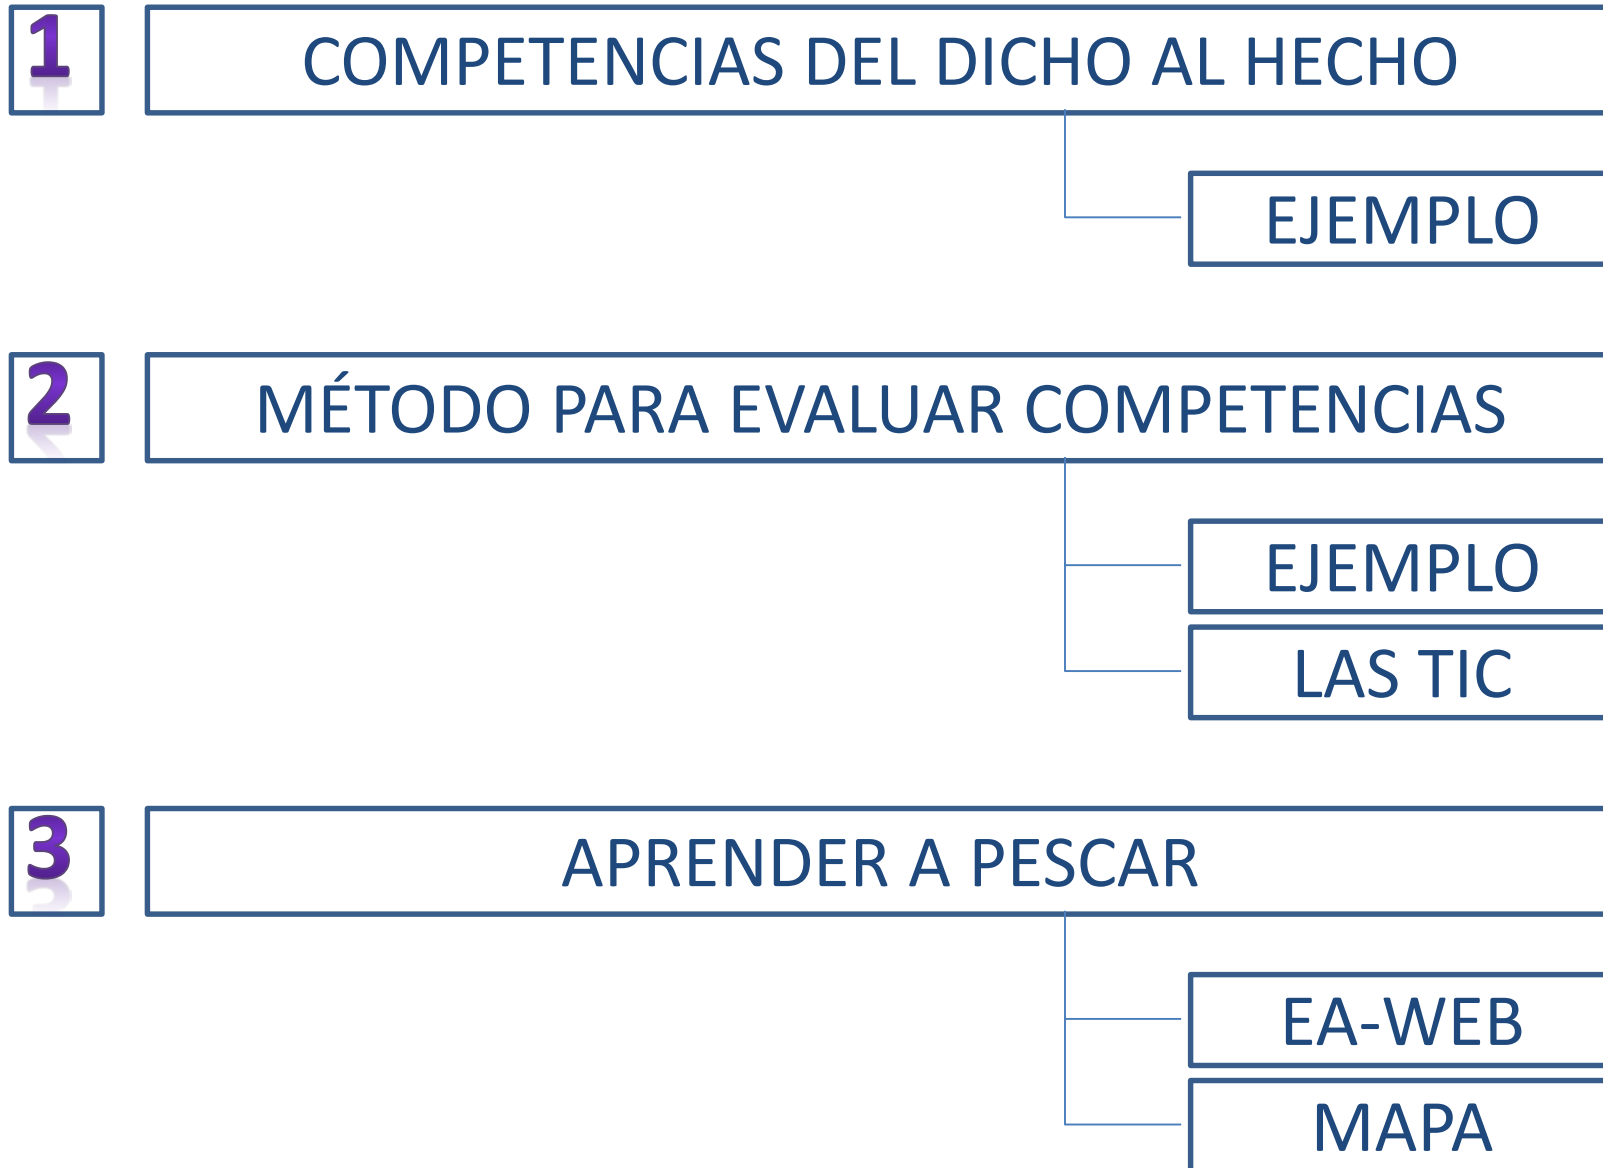 1
COMPETENCIAS DEL DICHO AL HECHO
EJEMPLO
2
MÉTODO PARA EVALUAR COMPETENCIAS
EJEMPLO
LAS TIC
3
APRENDER A PESCAR
EA-WEB
MAPA